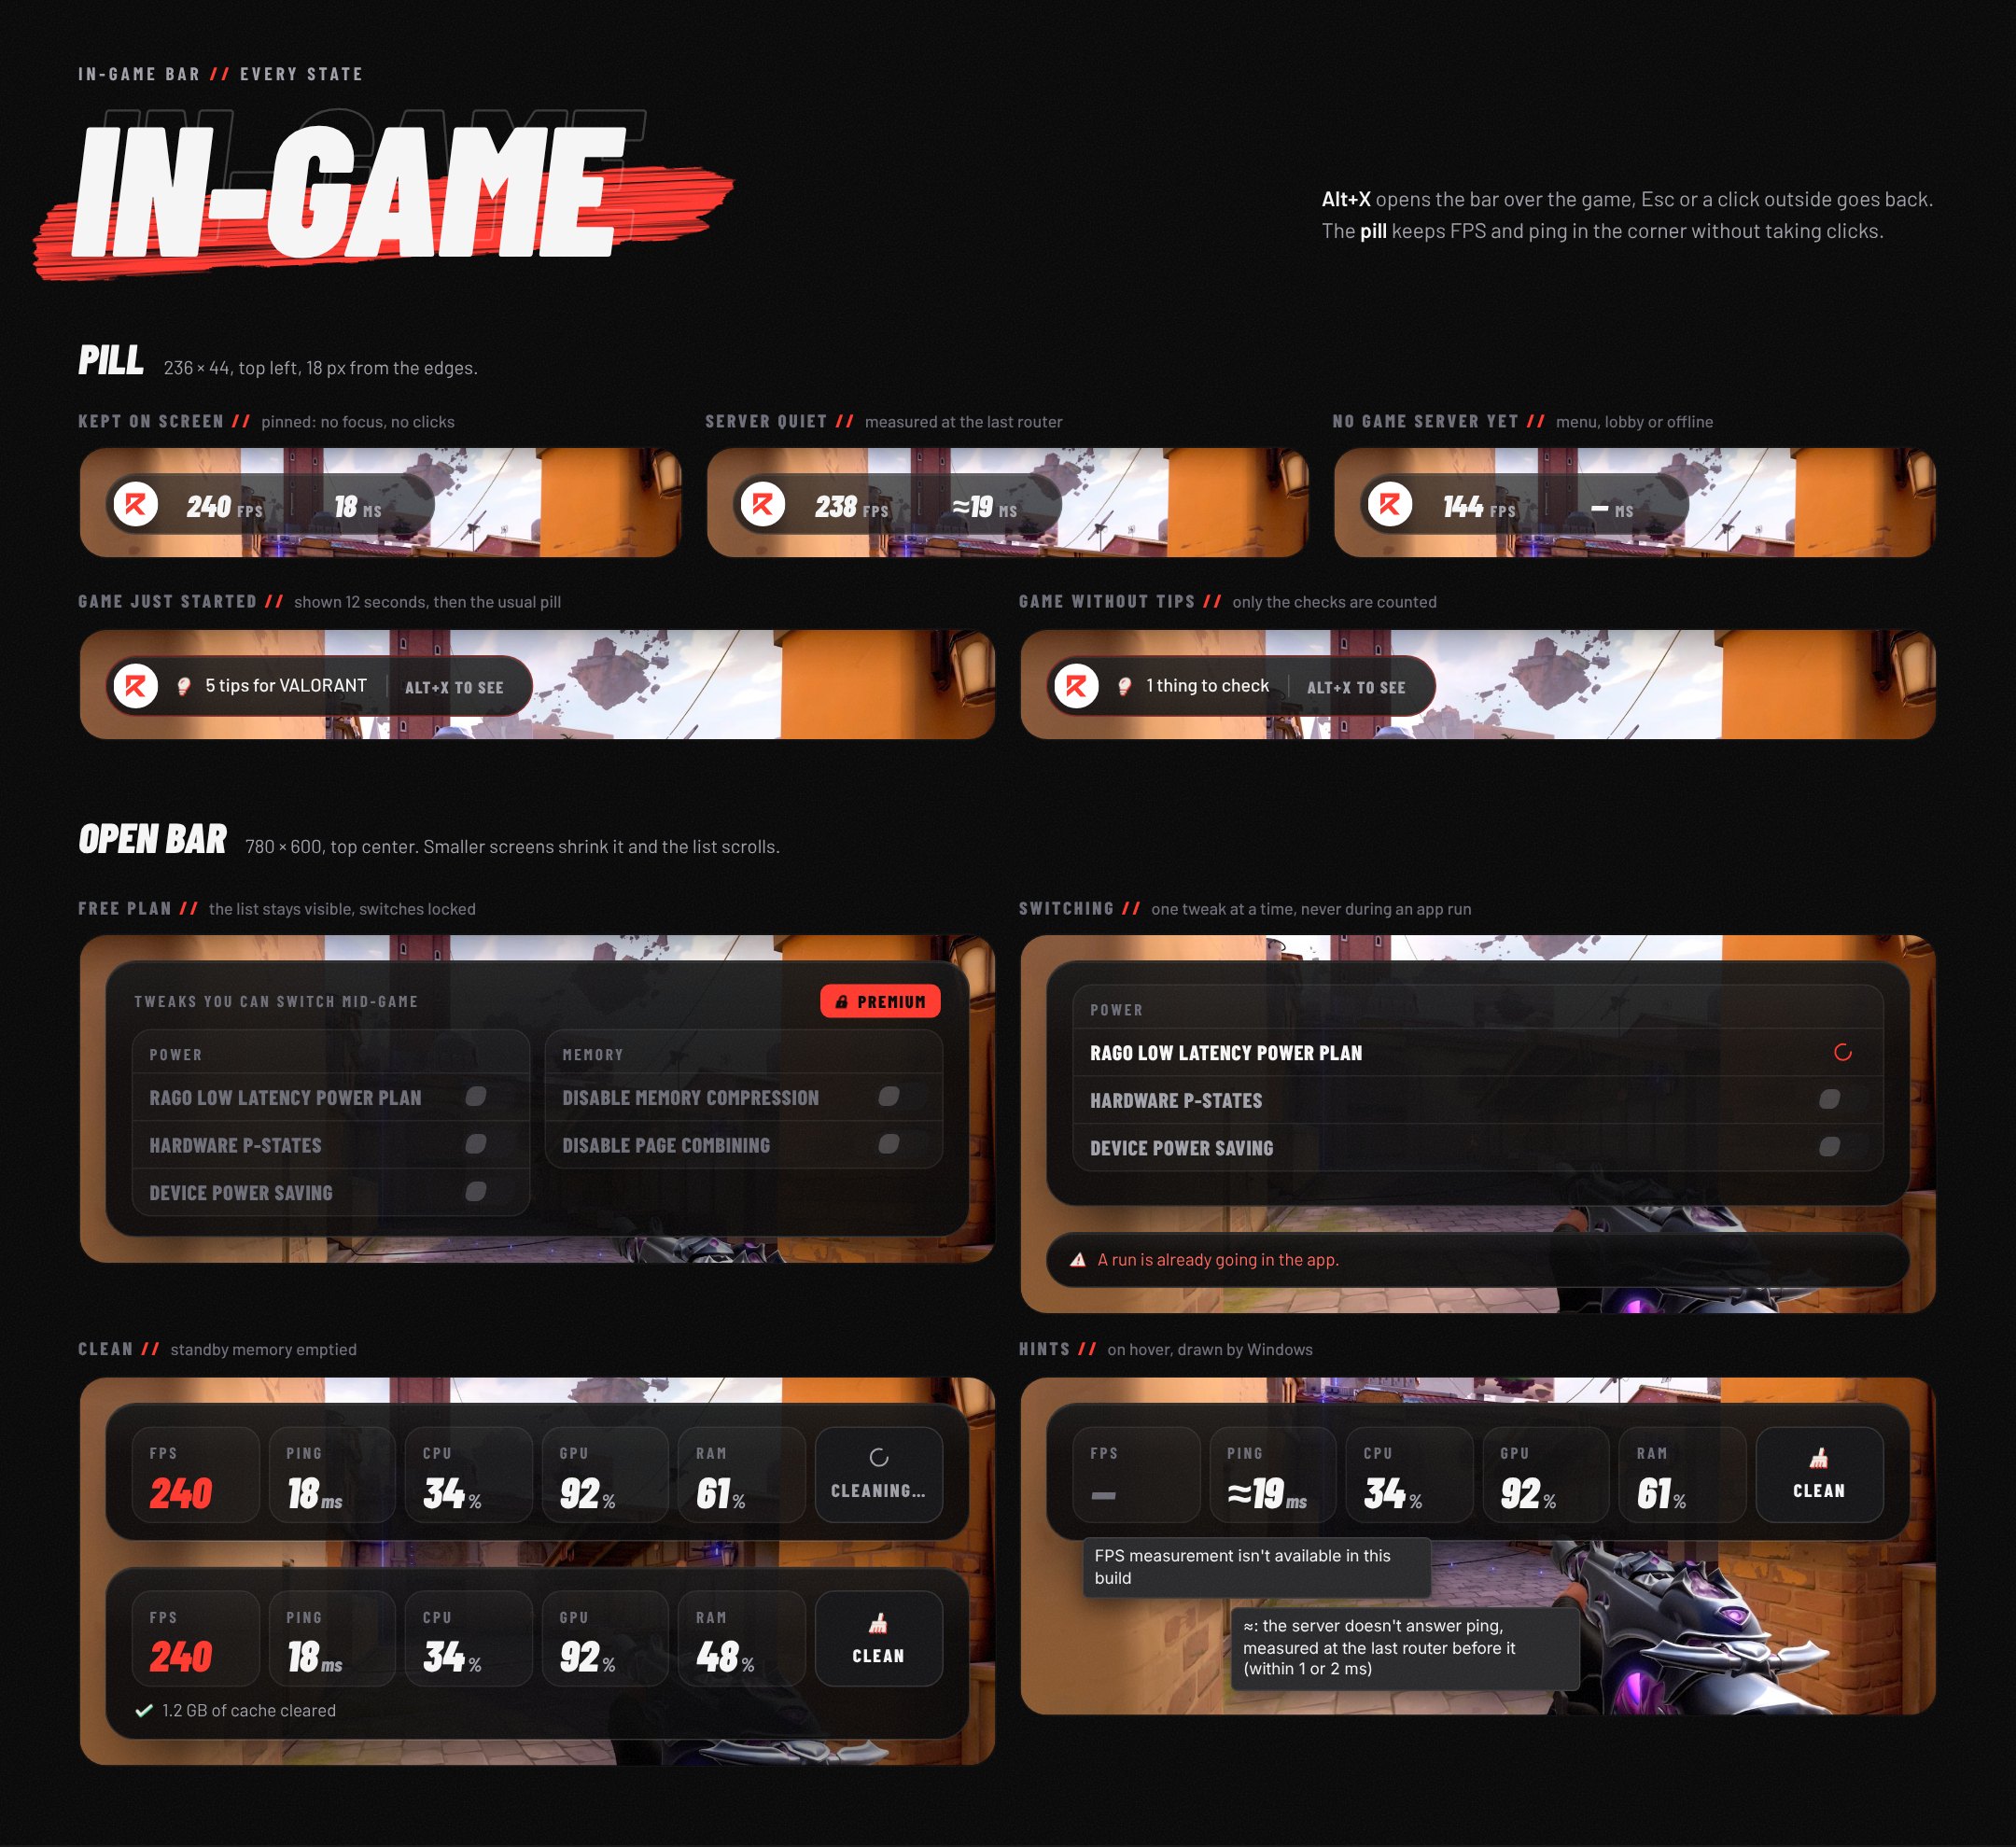 IN-GAME BAR // EVERY STATE
IN-GAME
Alt+X opens the bar over the game, Esc or a click outside goes back.
The pill keeps FPS and ping in the corner without taking clicks.
PILL 236 × 44, top left, 18 px from the edges.
KEPT ON SCREEN // pinned: no focus, no clicks
240 FPS 18 MS
SERVER QUIET // measured at the last router
238 FPS ≈19 MS
NO GAME SERVER YET // menu, lobby or offline
144 FPS — MS
GAME JUST STARTED // shown 12 seconds, then the usual pill
5 tips for VALORANT ALT+X TO SEE
GAME WITHOUT TIPS // only the checks are counted
1 thing to check ALT+X TO SEE
OPEN BAR 780 × 600, top center. Smaller screens shrink it and the list scrolls.
FREE PLAN // the list stays visible, switches locked
TWEAKS YOU CAN SWITCH MID-GAME PREMIUM
POWER
RAGO LOW LATENCY POWER PLAN
HARDWARE P-STATES
DEVICE POWER SAVING
MEMORY
DISABLE MEMORY COMPRESSION
DISABLE PAGE COMBINING
SWITCHING // one tweak at a time, never during an app run
POWER
RAGO LOW LATENCY POWER PLAN
HARDWARE P-STATES
DEVICE POWER SAVING
A run is already going in the app.
CLEAN // standby memory emptied
FPS PING CPU GPU RAM
240 18 ms 34 % 92 % 61 % CLEANING...
FPS PING CPU GPU RAM
240 18 ms 34 % 92 % 48 % CLEAN
1.2 GB of cache cleared
HINTS // on hover, drawn by Windows
FPS PING CPU GPU RAM
— ≈19 ms 34 % 92 % 61 % CLEAN
FPS measurement isn't available in this
build
≈: the server doesn't answer ping,
measured at the last router before it
(within 1 or 2 ms)